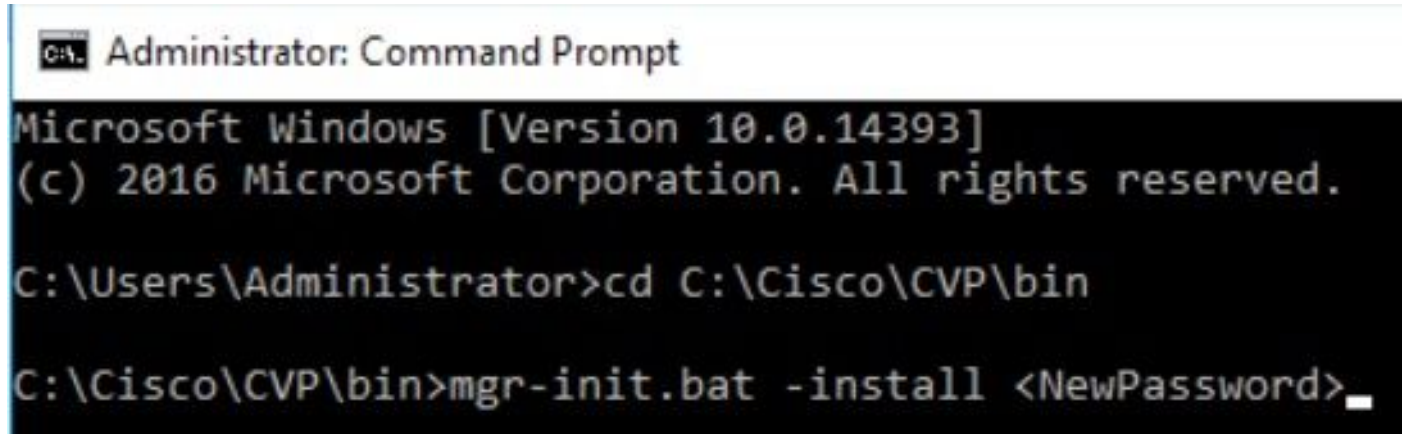 Administrator: Command Prompt
Microsoft Windows [Version 10.0.14393]
(c) 2016 Microsoft Corporation. All rights reserved.
C:\Users\Administrator>cd C:\Cisco\CVP\bin
C:\Cisco\CVP\bin>mgr-init.bat -install <NewPassword>